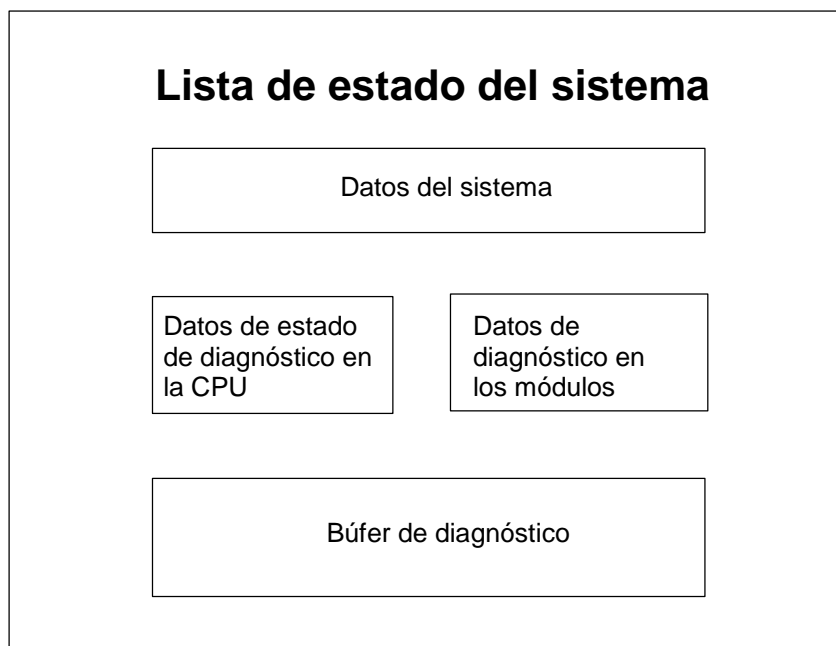 Lista de estado del sistema
Datos del sistema
Datos de estado
de diagnóstico en
la CPU
Datos de
diagnóstico en
los módulos
Búfer de diagnóstico